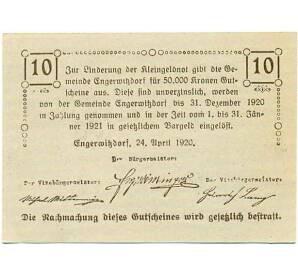 10 10
Zur Linderung der Kleingeldnot gibt die Ge-
meinde Engerwitzdorf für 50.000 Kronen Gut-
scheine aus. Diese sind unverzinslich, werden
von der Gemeinde Engerwitzdorf bis 31. Dezember 1920
in Zahlung genommen und in der Zeit vom 1. bis 31. Jän-
ner 1921 in gesetzlichem Bargeld eingelöst.
Engerwitzdorf, 24. April 1920.
Der Bürgermeister:
Der Vizebürgermeister: Der Vizebürgermeister:
Die Nachmachung dieses Gutscheines wird gesetzlich bestraft.